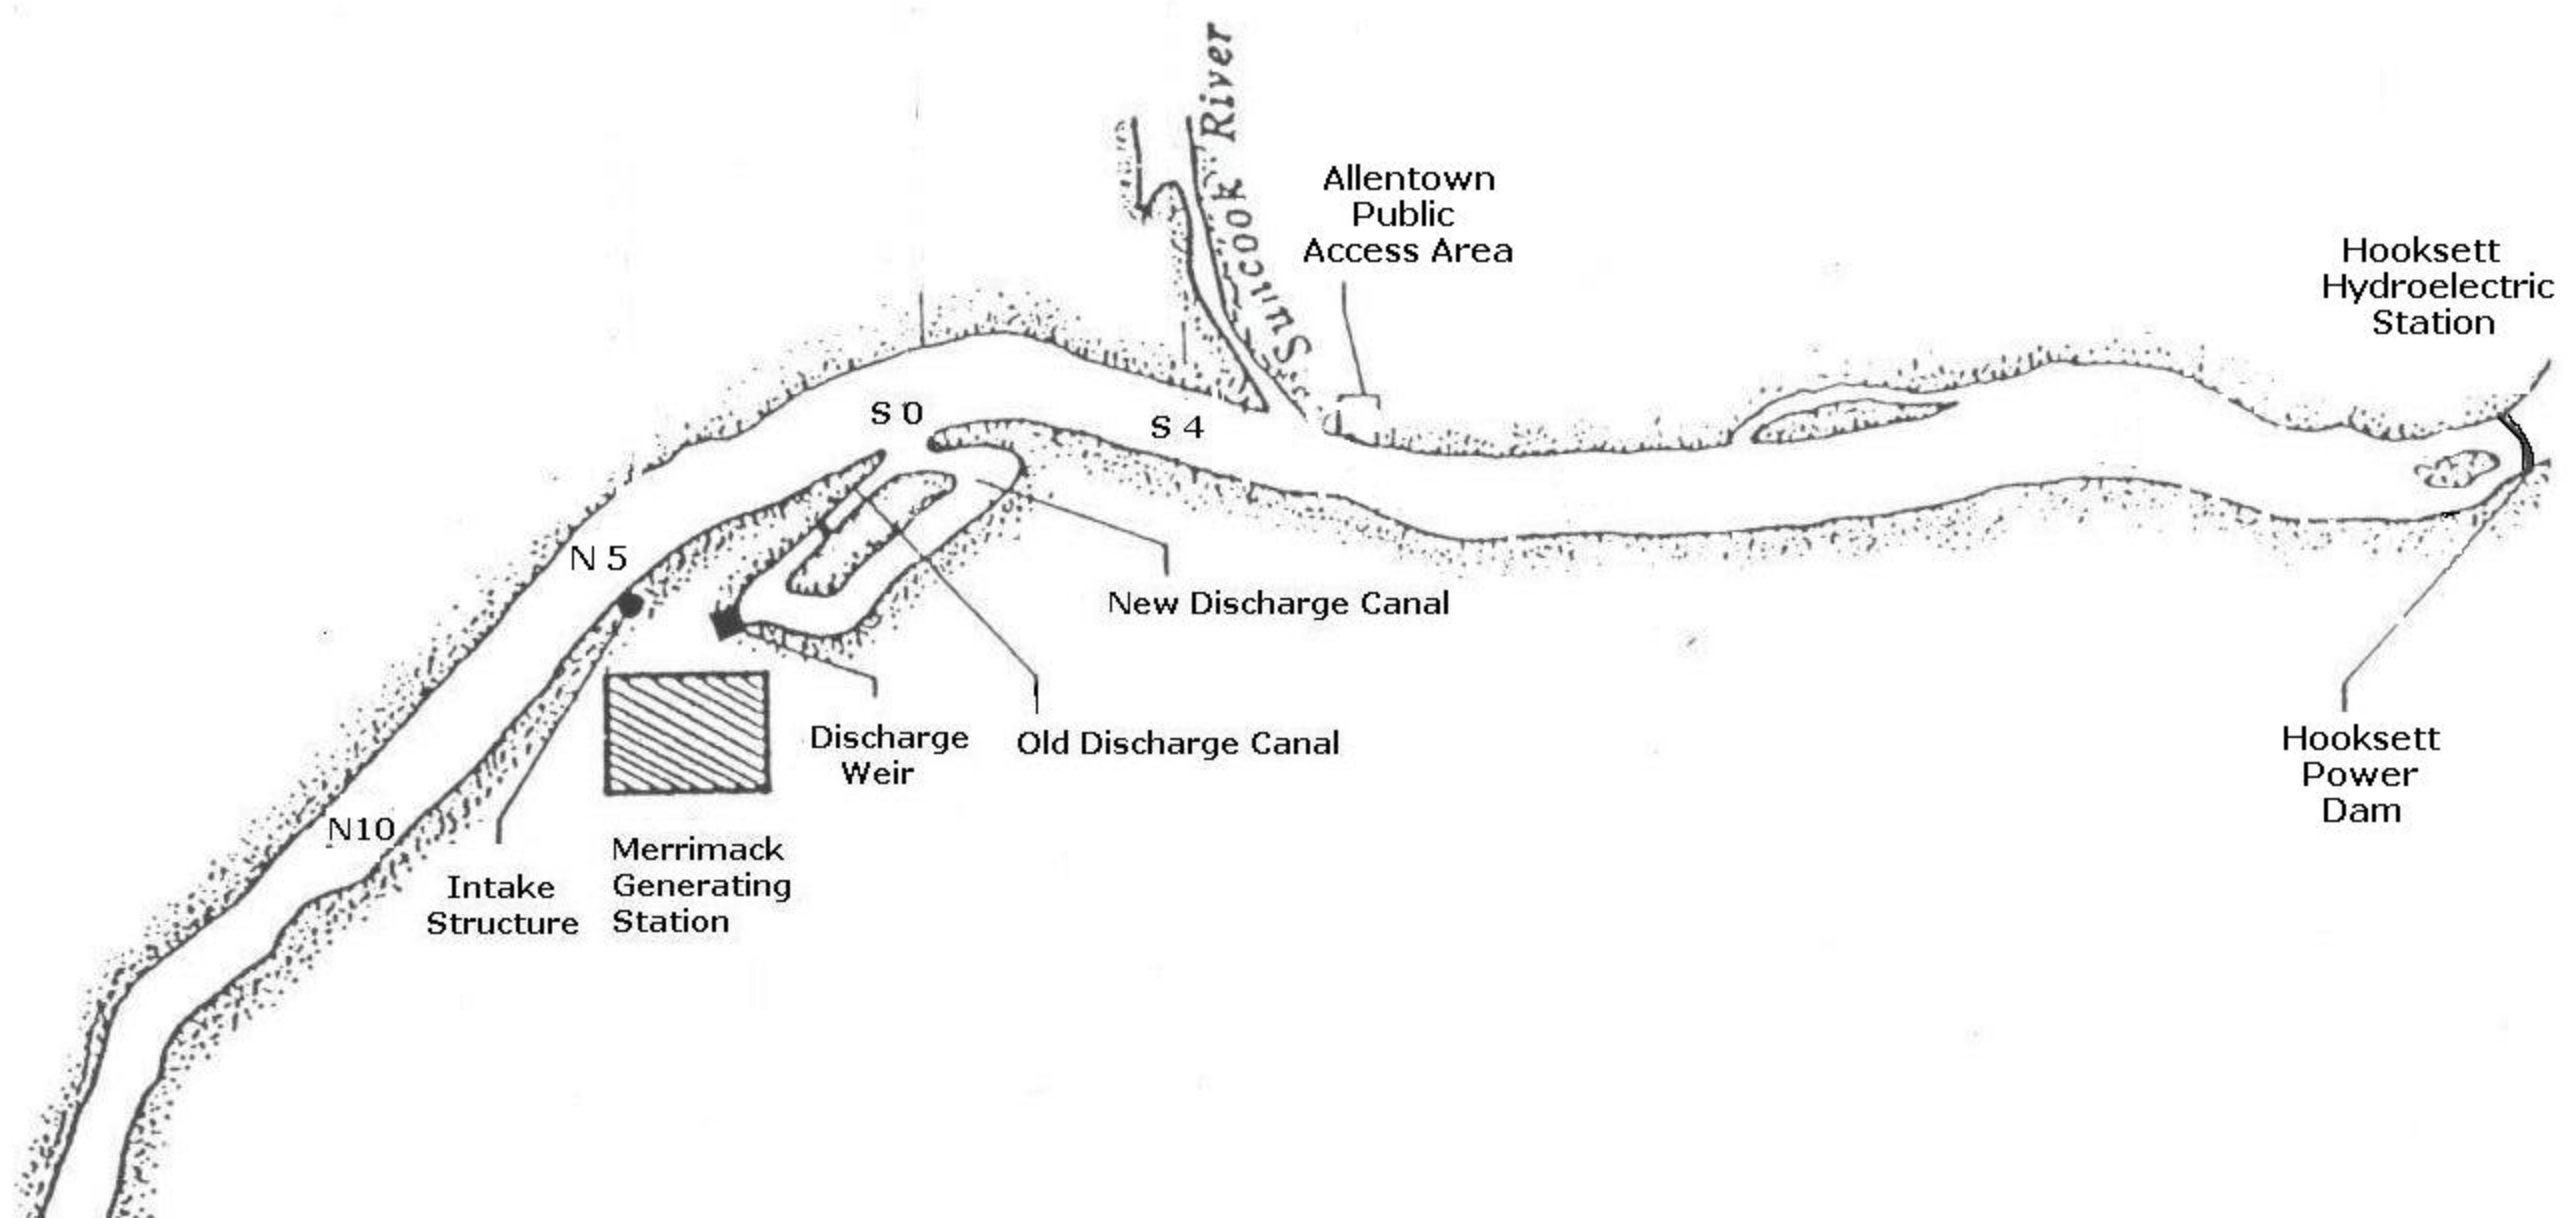 Suncook River
Allentown
Public
Access Area
Hooksett
Hydroelectric
Station
S 0
S 4
N 5
New Discharge Canal
Discharge
Weir
Old Discharge Canal
Hooksett
Power
Dam
N10
Intake
Structure
Merrimack
Generating
Station